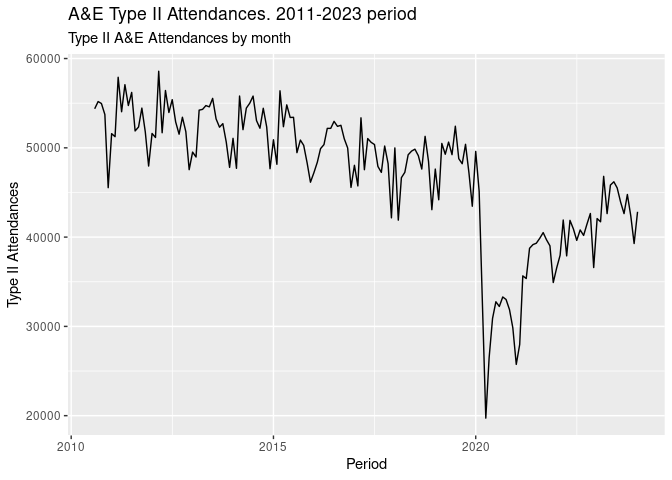 A&E Type II Attendances. 2011-2023 period
Type II A&E Attendances by month
Type II Attendances
60000
50000
40000
30000
20000
2010
2015
2020
Period